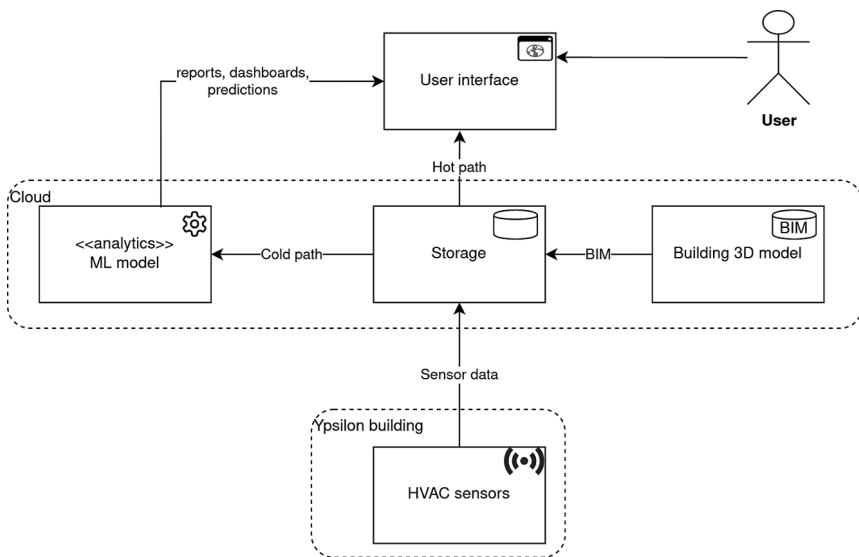 reports, dashboards,
predictions
User interface
User
Hot path
Cloud
<<analytics>>
ML model
Cold path
Storage
BIM
BIM
Building 3D model
Sensor data
Ypsilon building
HVAC sensors